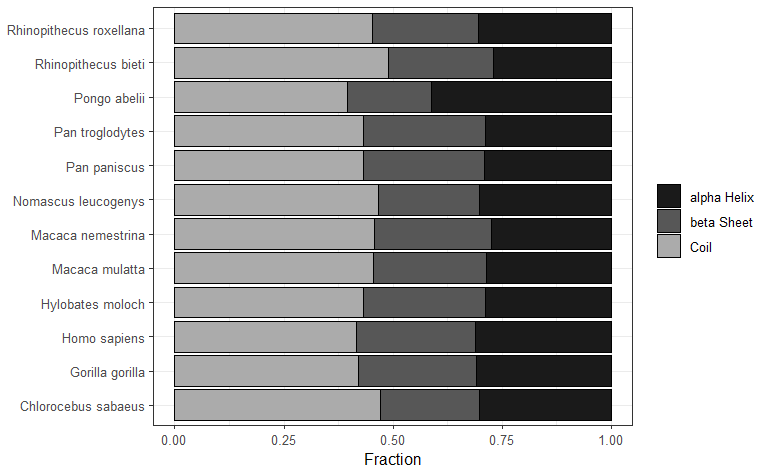 Rhinopithecus roxellana
Rhinopithecus bieti
Pongo abelii
Pan troglodytes
Pan paniscus
Nomascus leucogenys
Macaca nemestrina
Macaca mulatta
Hylobates moloch
Homo sapiens
Gorilla gorilla
Chlorocebus sabaeus
0.00 0.25 0.50 0.75 1.00
Fraction
alpha Helix
beta Sheet
Coil